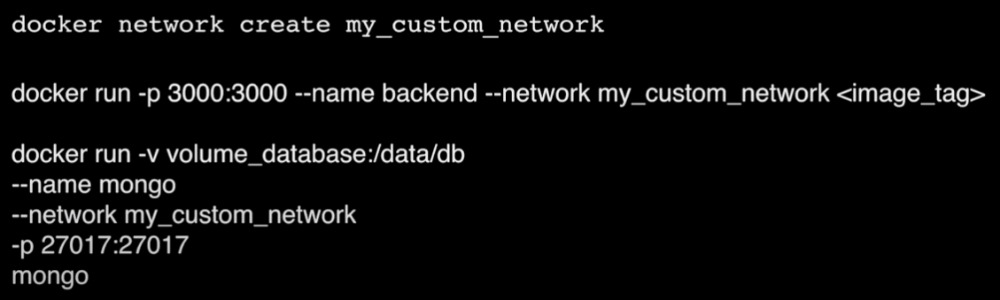 docker network create my_custom_network
docker run -p 3000:3000 --name backend --network my_custom_network <image_tag>
docker run -v volume_database:/data/db
--name mongo
--network my_custom_network
-p 27017:27017
mongo